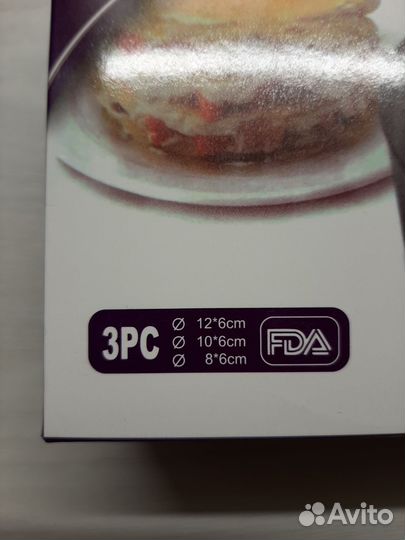 3PC
Ø 12*6cm
Ø 10*6cm
Ø 8*6cm
FDA
Avito